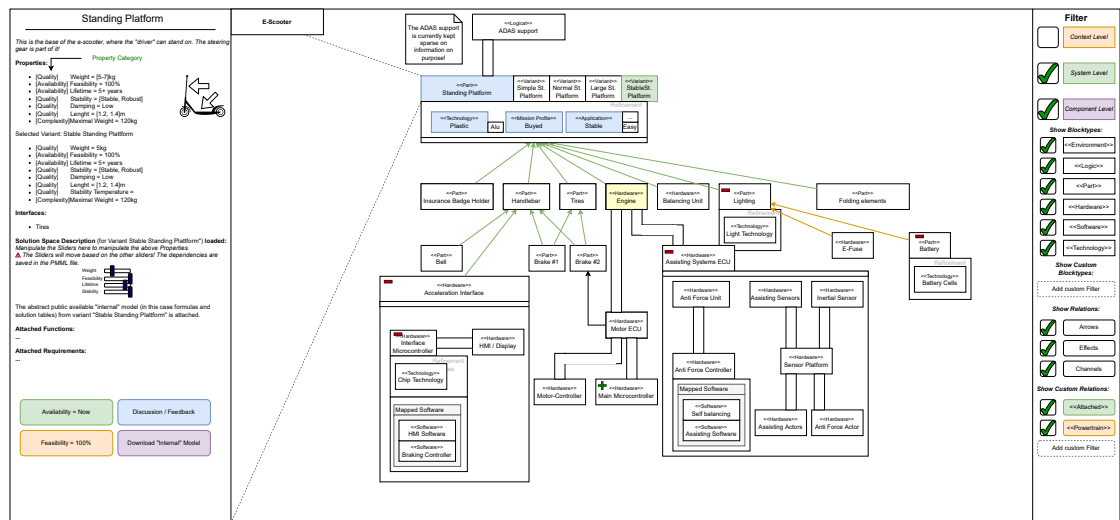 Standing Platform
This is the base of the e-scooter, where the "driver" can stand on. The steering
gear is part of it!
Properties:
Property Category
[Quality] Weight = [5-7]kg
[Availability] Feasibility = 100%
[Availability] Lifetime = 5+ years
[Quality] Stability = [Stable, Robust]
[Quality] Damping = Low
[Quality] Lenght = [1.2, 1.4]m
[Complexity]Maximal Weight = 120kg
Selected Variant: Stable Standing Plattform
[Quality] Weight = 5kg
[Availability] Feasibility = 100%
[Availability] Lifetime = 5+ years
[Quality] Stability = [Stable, Robust]
[Quality] Damping = Low
[Quality] Lenght = [1.2, 1.4]m
[Quality] Stability Temperature =
[Complexity]Maximal Weight = 120kg
Interfaces:
Tires
Solution Space Description (for Variant Stable Standing Plattform") loaded:
Manipulate the Sliders here to manipulate the above Properties.
The Sliders will move based on the other sliders! The dependencies are
saved in the PMML file.
Weight
Feasibility
Lifetime
Stability
The abstract public available "internal" model (in this case formulas and
solution tables) from variant "Stable Standing Plattform" is attached.
Attached Functions:
...
Attached Requirements:
...
Availability = Now
Discussion / Feedback
Feasibility = 100%
Download "Internal" Model
E-Scooter
The ADAS support
is currently kept
sparse on
information on
purpose!
<<Logical>>
ADAS support
<<Part>>
Standing Platform
<<Variant>>
Simple St.
Platform
<<Variant>>
Normal St.
Platform
<<Variant>>
Large St.
Platform
<<Variant>>
StableSt.
Platform
Refinement
<<Technology>>
Plastic
Alu
<<Mission Profile>>
Buyed
<<Application>>
Stable
...
Easy
<<Part>>
Insurance Badge Holder
<<Part>>
Handlebar
<<Part>>
Tires
<<Hardware>>
Engine
<<Hardware>>
Balancing Unit
<<Part>>
Lighting
Refinement
<<Technology>>
Light Technology
<<Part>>
Folding elements
<<Part>>
Bell
<<Part>>
Brake #1
<<Part>>
Brake #2
<<Hardware>>
Assisting Systems ECU
<<Hardware>>
E-Fuse
<<Part>>
Battery
Refinement
<<Technology>>
Battery Cells
<<Hardware>>
Acceleration Interface
<<Hardware>>
Interface
Microcontroller
<<Hardware>>
HMI / Display
Refinement
<<Technology>>
Chip Technology
Mapped Software
<<Software>>
HMI Software
<<Software>>
Braking Controller
<<Hardware>>
Motor ECU
<<Hardware>>
Motor-Controller
<<Hardware>>
Main Microcontroller
<<Hardware>>
Anti Force Unit
<<Hardware>>
Assisting Sensors
<<Hardware>>
Inertial Sensor
<<Hardware>>
Anti Force Controller
<<Hardware>>
Sensor Platform
Mapped Software
<<Software>>
Self balancing
<<Software>>
Assisting Software
<<Hardware>>
Assisting Actors
<<Hardware>>
Anti Force Actor
Filter
Context Level
System Level
Component Level
Show Blocktypes:
<<Environment>>
<<Logic>>
<<Part>>
<<Hardware>>
<<Software>>
<<Technology>>
Show Custom
Blocktypes:
Add custom Filter
Show Relations:
Arrows
Effects
Channels
Show Custom Relations:
<<Attached>>
<<Powertrain>>
Add custom Filter